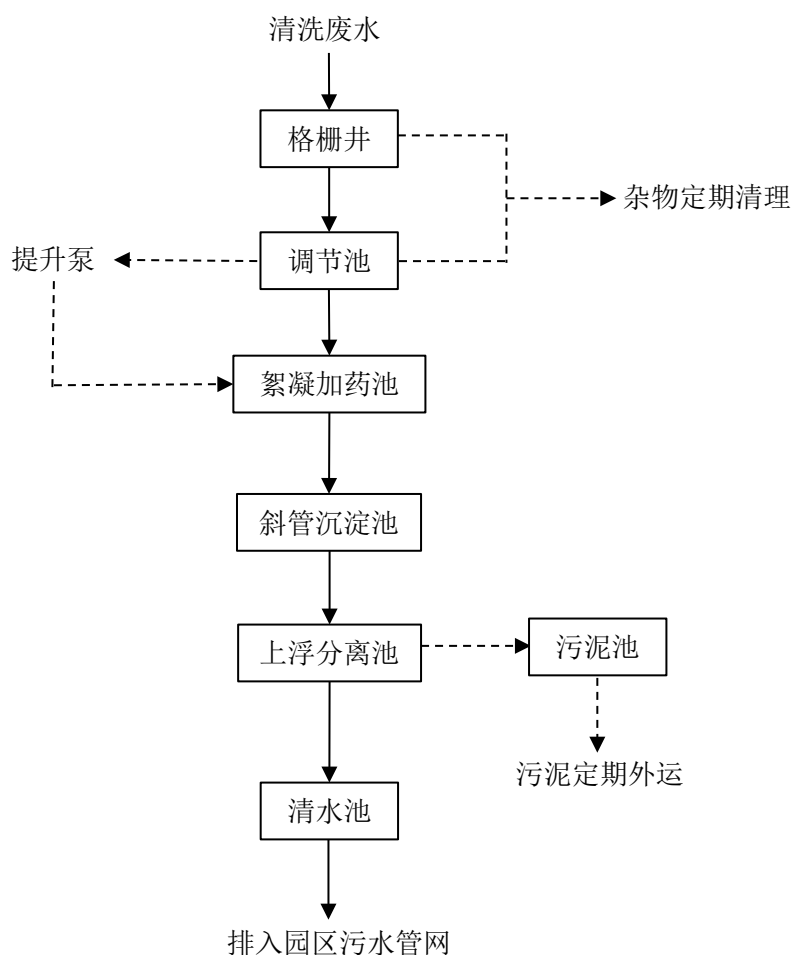 清洗废水
格栅井
杂物定期清理
提升泵
调节池
絮凝加药池
斜管沉淀池
上浮分离池
污泥池
污泥定期外运
清水池
排入园区污水管网